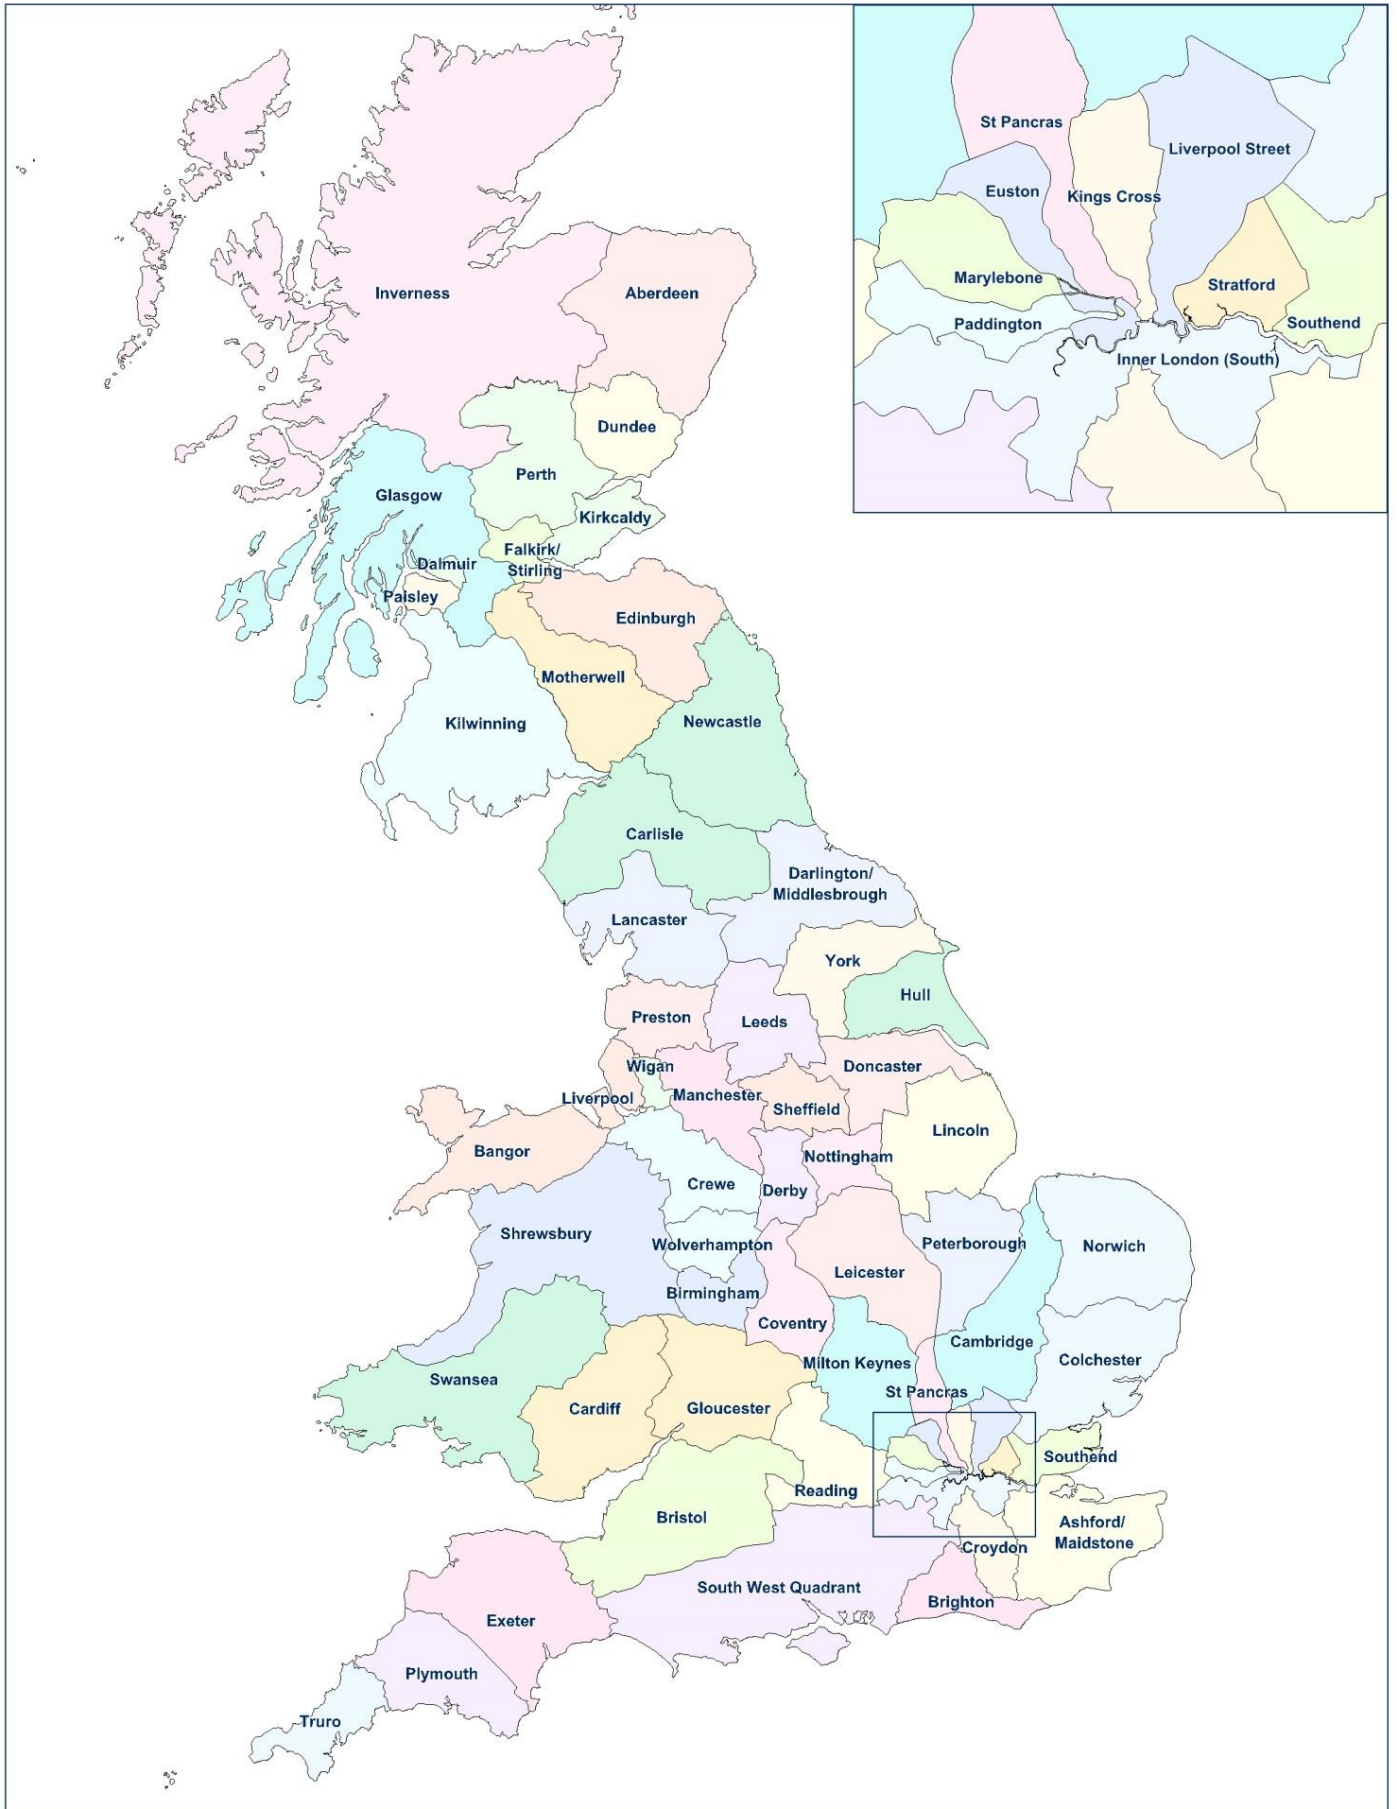 St Pancras
Liverpool Street
Euston
Kings Cross
Marylebone
Stratford
Paddington
Southend
Inner London (South)
Inverness
Aberdeen
Dundee
Perth
Glasgow
Kirkcaldy
Falkirk/
Stirling
Dalmuir
Paisley
Edinburgh
Motherwell
Kilwinning
Newcastle
Carlisle
Darlington/
Middlesbrough
Lancaster
York
Hull
Preston
Leeds
Wigan
Doncaster
Liverpool
Manchester
Sheffield
Lincoln
Bangor
Nottingham
Crewe
Derby
Shrewsbury
Wolverhampton
Peterborough
Norwich
Leicester
Birmingham
Coventry
Cambridge
Milton Keynes
Colchester
Swansea
St Pancras
Cardiff
Gloucester
Southend
Reading
Bristol
Ashford/
Maidstone
Croydon
South West Quadrant
Brighton
Exeter
Plymouth
Truro